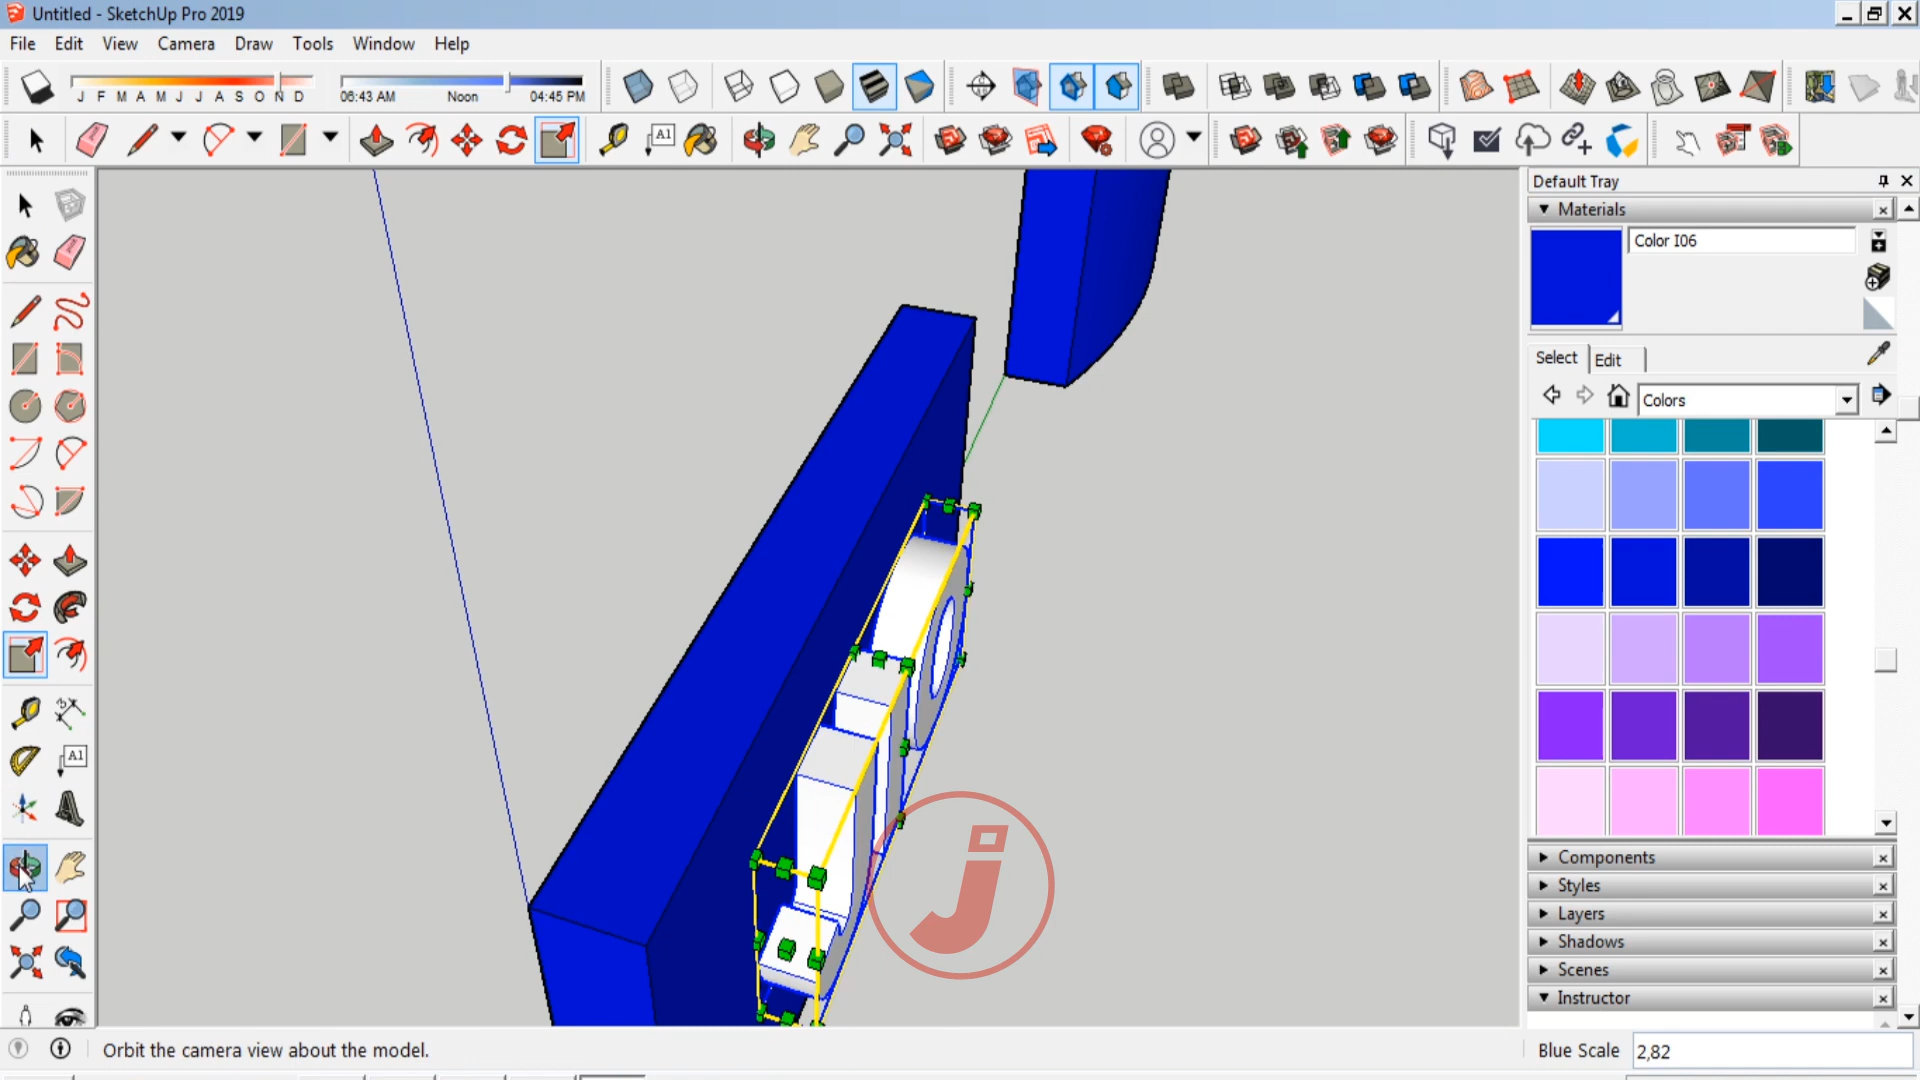 Untitled - SketchUp Pro 2019
File Edit View Camera Draw Tools Window Help
J F M A M J J A S O N D
06:43 AM Noon 04:45 PM
A1
Default Tray
Materials
Color I06
Select Edit
Colors
A1
J
Components
Styles
Layers
Shadows
Scenes
Instructor
Orbit the camera view about the model.
Blue Scale 2,82